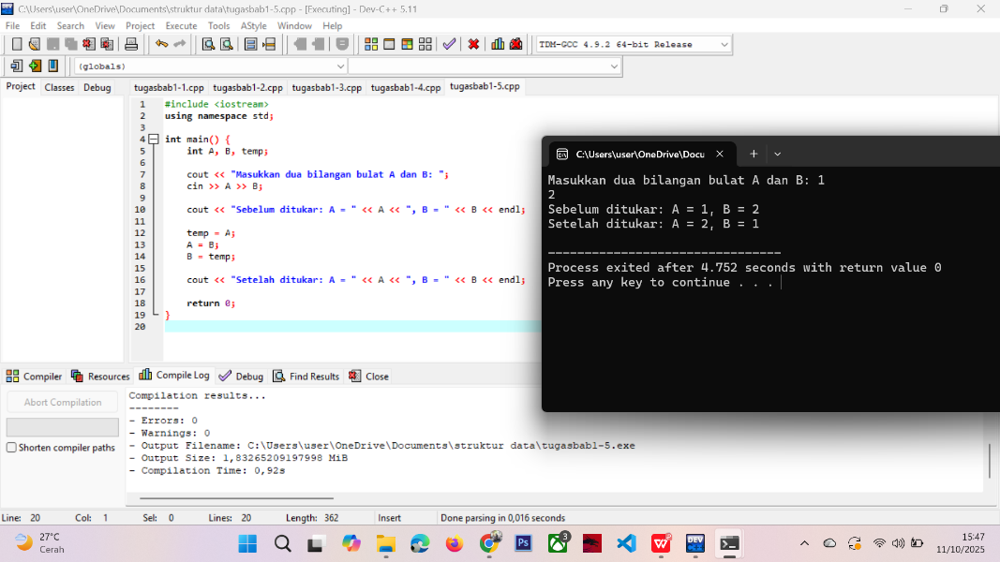 C:\Users\user\OneDrive\Documents\struktur data\tugasbab1-5.cpp - [Executing] - Dev-C++ 5.11
File Edit Search View Project Execute Tools AStyle Window Help
TDM-GCC 4.9.2 64-bit Release
(globals)
Project Classes Debug
tugasbab1-1.cpp tugasbab1-2.cpp tugasbab1-3.cpp tugasbab1-4.cpp tugasbab1-5.cpp
1 #include <iostream>
2 using namespace std;
3
4 int main() {
5 int A, B, temp;
6
7 cout << "Masukkan dua bilangan bulat A dan B: ";
8 cin >> A >> B;
9
10 cout << "Sebelum ditukar: A = " << A << ", B = " << B << endl;
11
12 temp = A;
13 A = B;
14 B = temp;
15
16 cout << "Setelah ditukar: A = " << A << ", B = " << B << endl;
17
18 return 0;
19 }
20
C:\Users\user\OneDrive\Docu
Masukkan dua bilangan bulat A dan B: 1
2
Sebelum ditukar: A = 1, B = 2
Setelah ditukar: A = 2, B = 1
--------------------------------
Process exited after 4.752 seconds with return value 0
Press any key to continue . . .
Compiler Resources Compile Log Debug Find Results Close
Abort Compilation
Shorten compiler paths
Compilation results...
--------
- Errors: 0
- Warnings: 0
- Output Filename: C:\Users\user\OneDrive\Documents\struktur data\tugasbab1-5.exe
- Output Size: 1,83265209197998 MiB
- Compilation Time: 0,92s
Line: 20 Col: 1 Sel: 0 Lines: 20 Length: 362 Insert Done parsing in 0,016 seconds
27°C
Cerah
Ps
3
W
DEV
15:47
11/10/2025